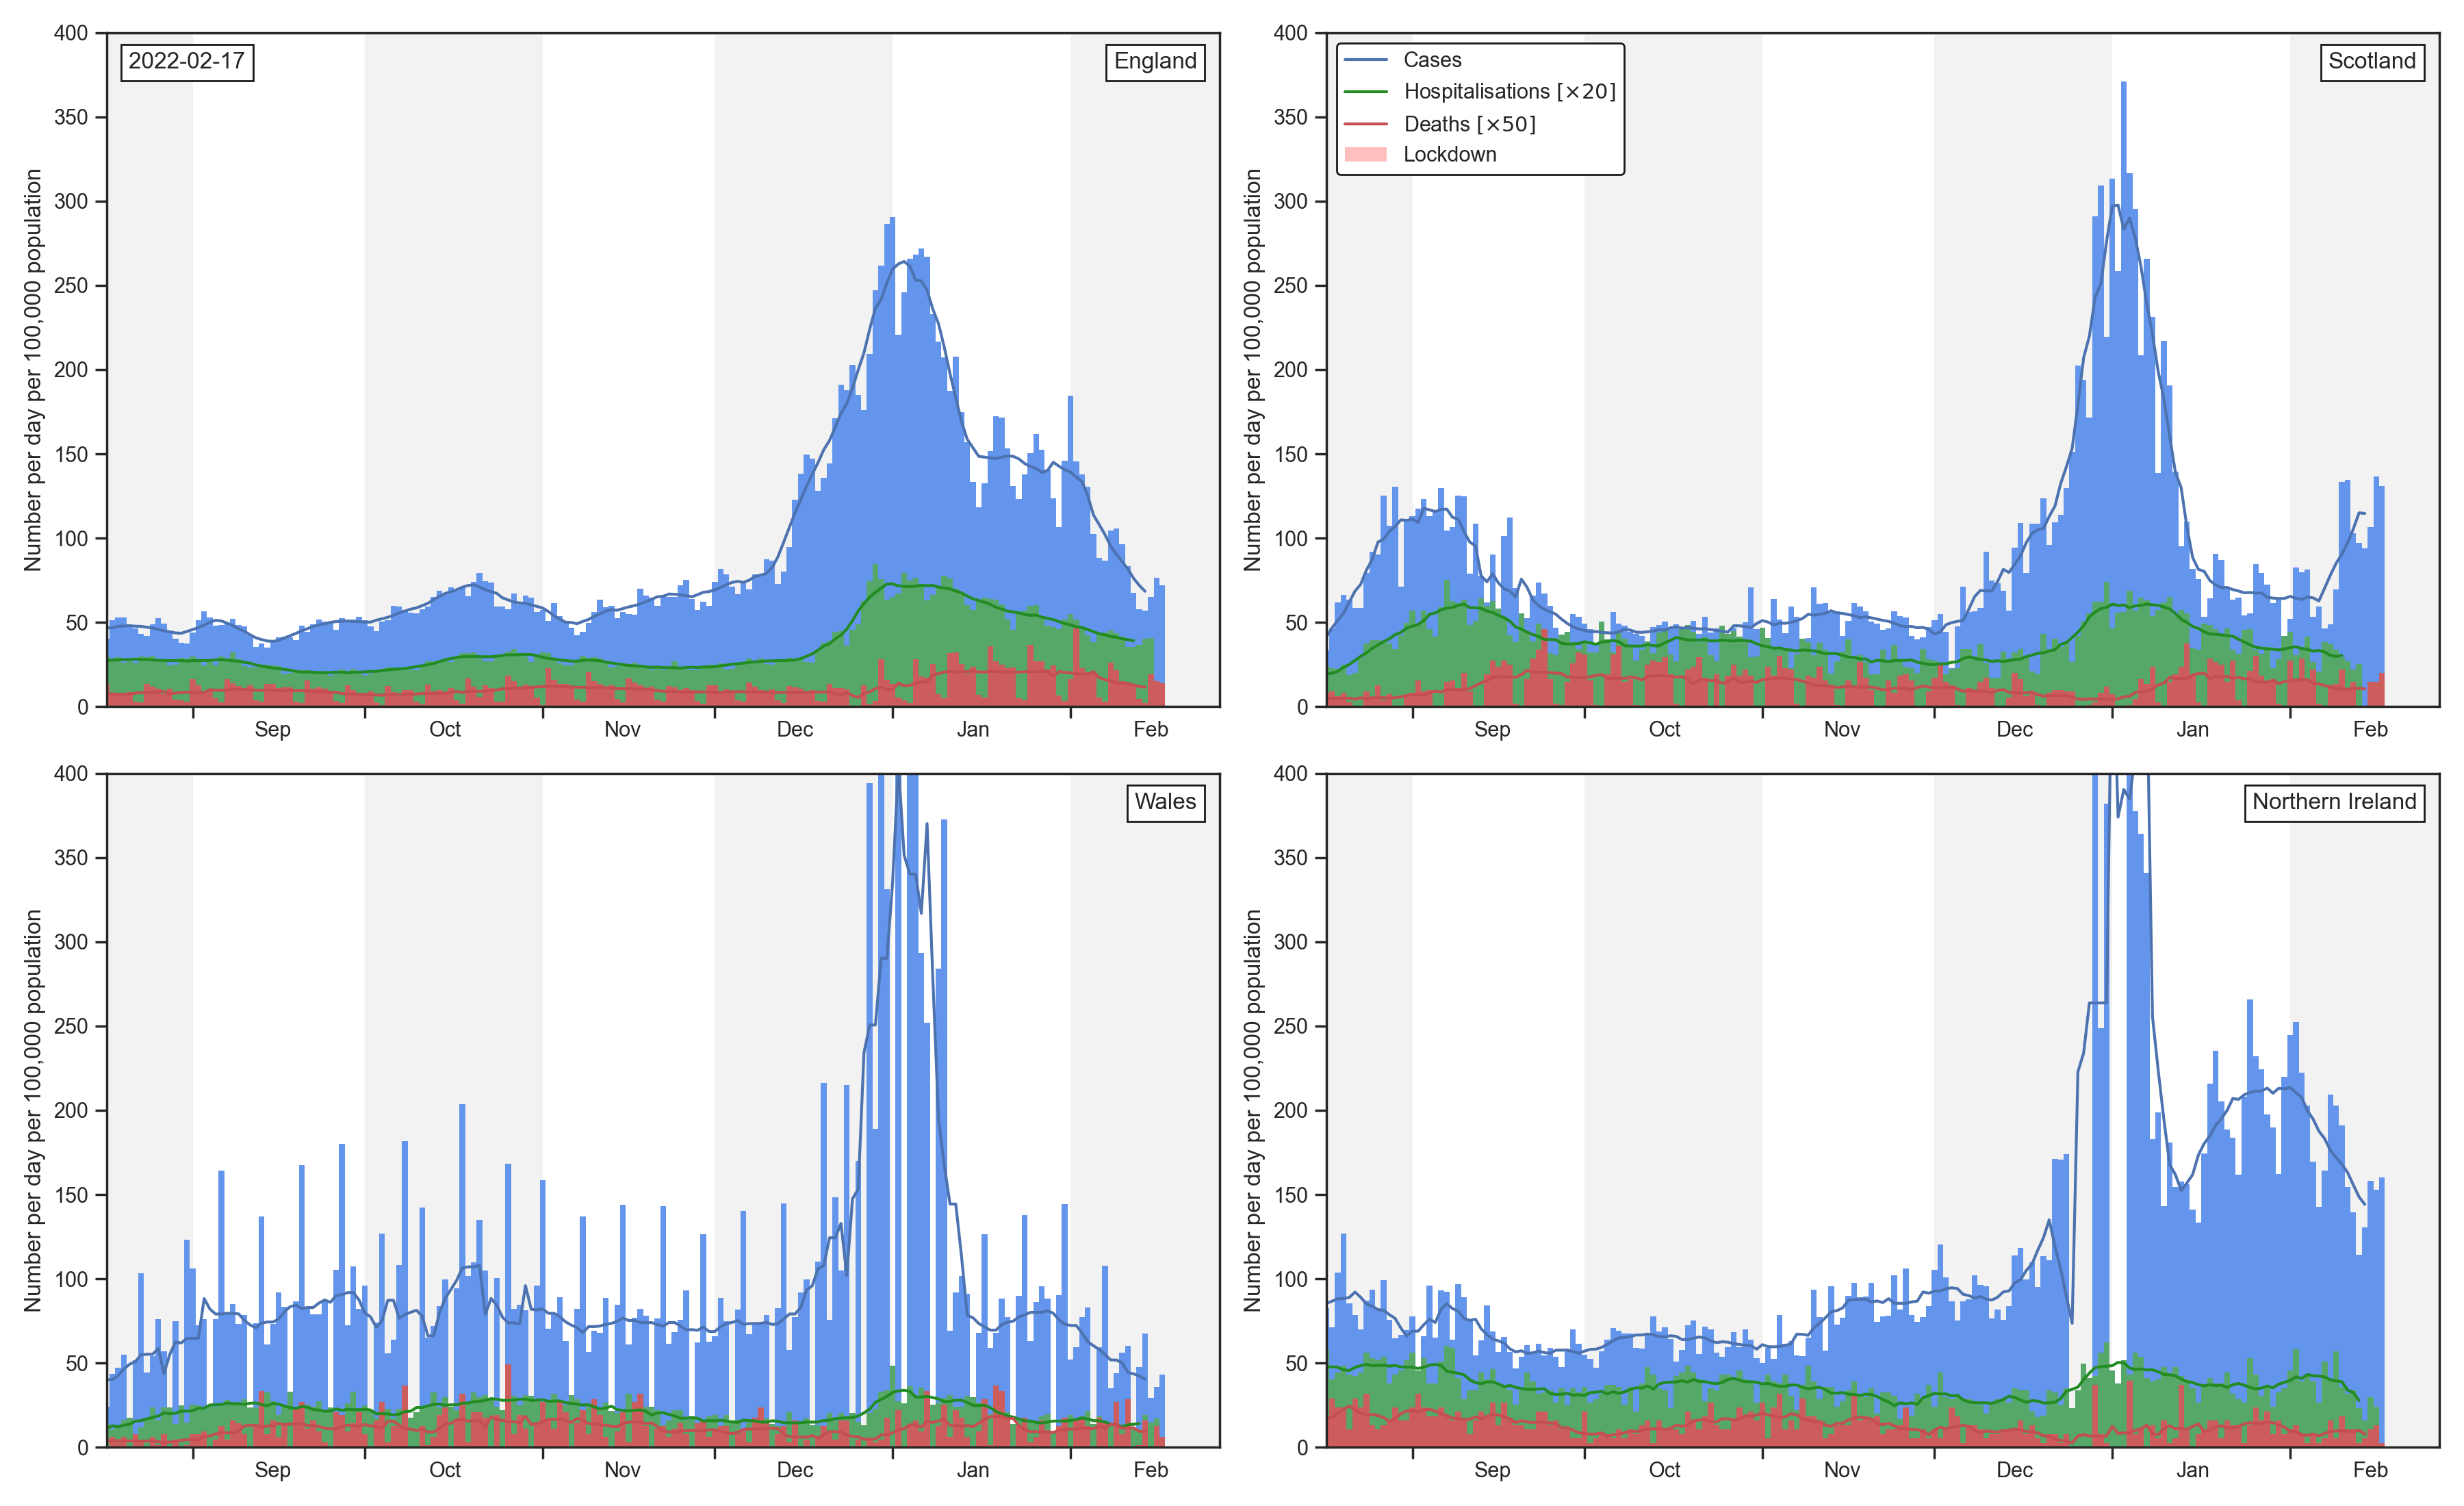 2022-02-17
England
Number per day per 100,000 population
400
350
300
250
200
150
100
50
0
Sep Oct Nov Dec Jan Feb
Scotland
Cases
Hospitalisations [×20]
Deaths [×50]
Lockdown
Number per day per 100,000 population
400
350
300
250
200
150
100
50
0
Sep Oct Nov Dec Jan Feb
Wales
Number per day per 100,000 population
400
350
300
250
200
150
100
50
0
Sep Oct Nov Dec Jan Feb
Northern Ireland
Number per day per 100,000 population
400
350
300
250
200
150
100
50
0
Sep Oct Nov Dec Jan Feb